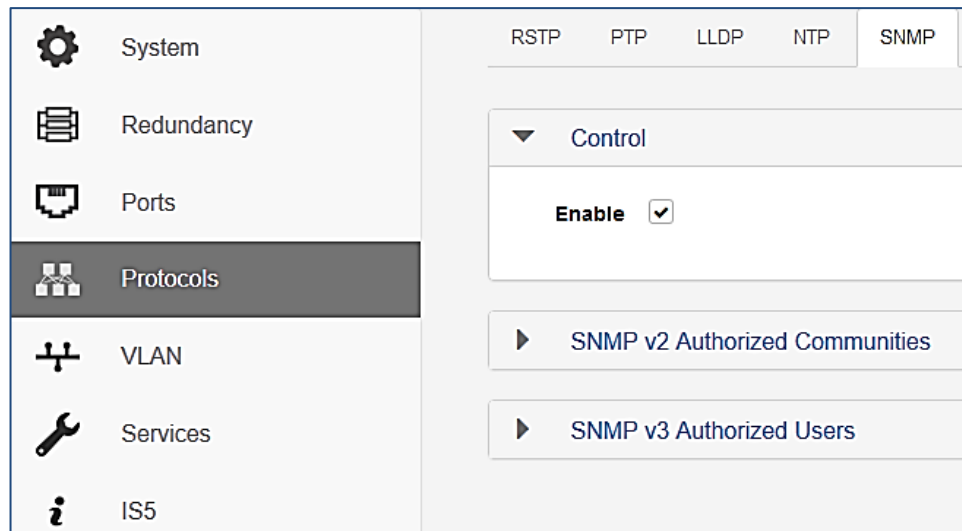 System
Redundancy
Ports
Protocols
VLAN
Services
IS5
RSTP PTP LLDP NTP SNMP
Control
Enable
SNMP v2 Authorized Communities
SNMP v3 Authorized Users